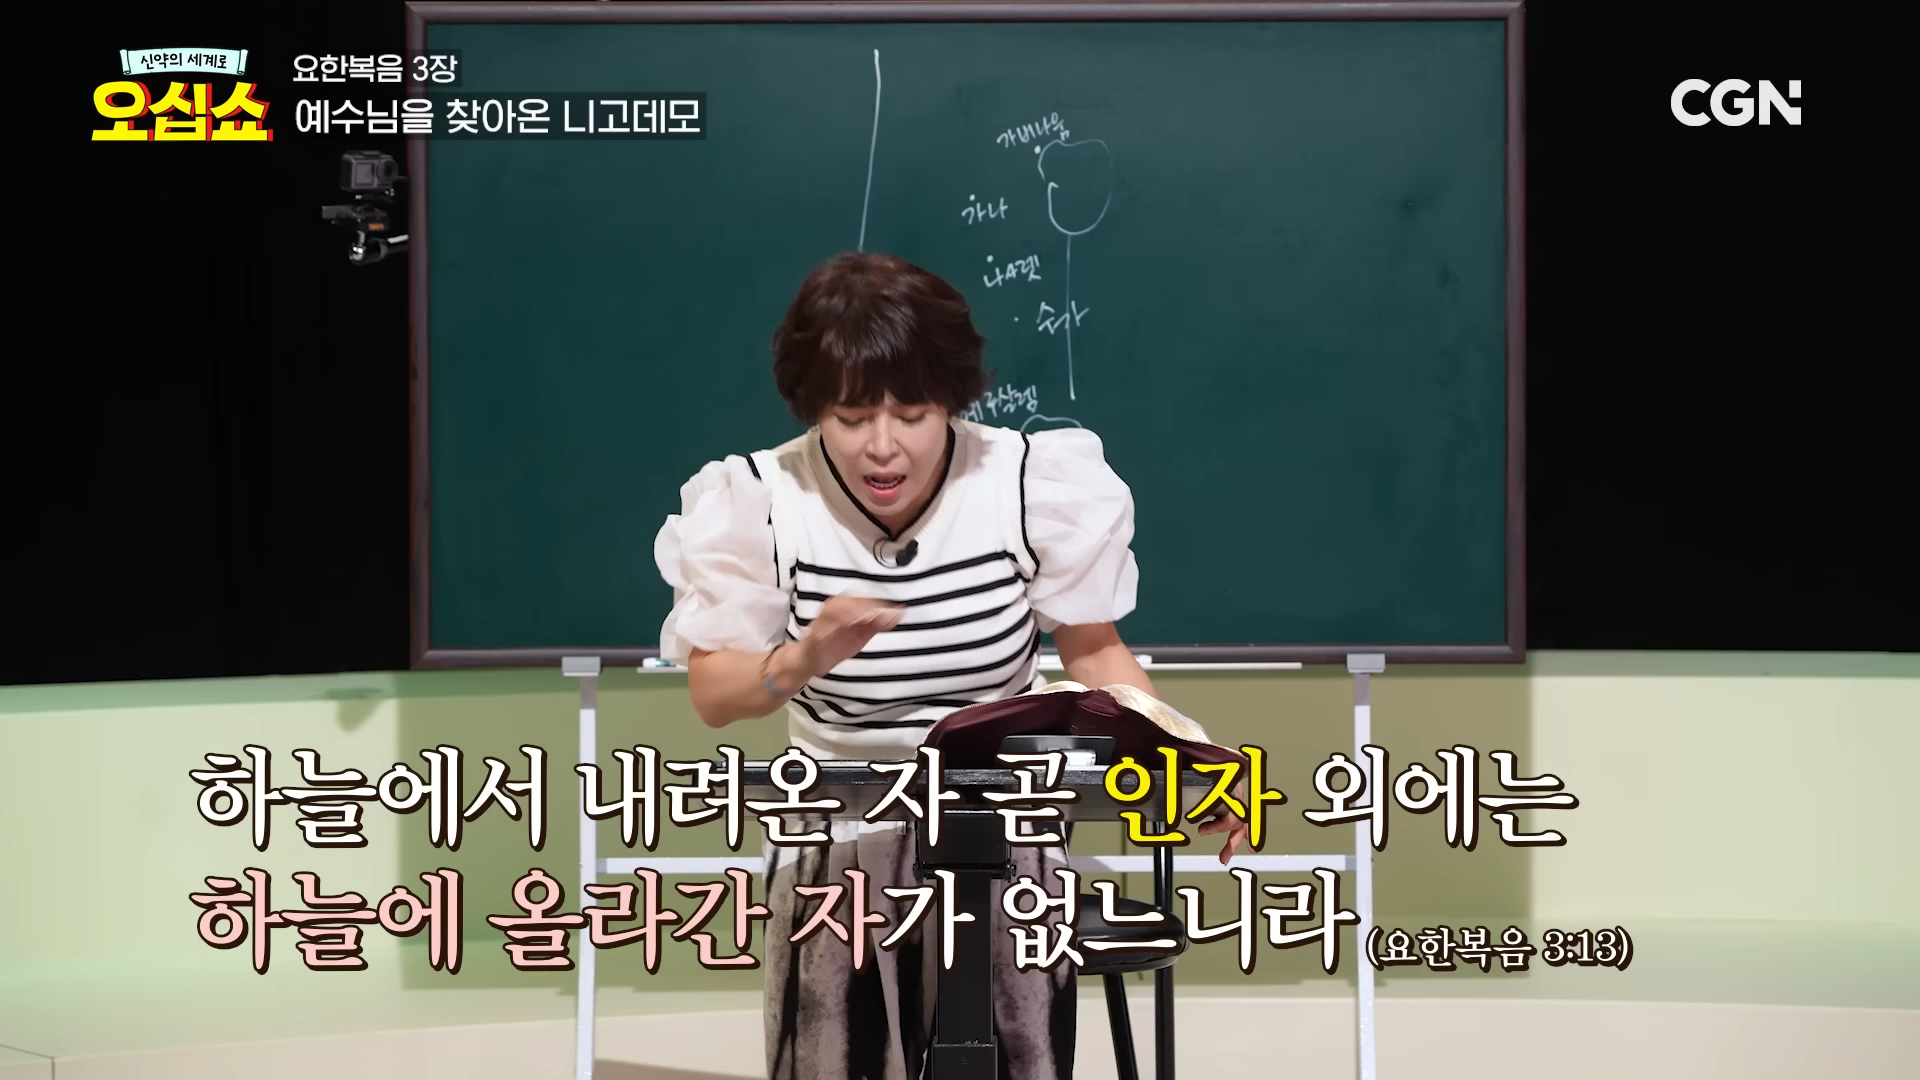 신약의 세계로
오십쇼
요한복음 3장
예수님을 찾아온 니고데모
CGN
가버나움
가나
나사렛
수가
예루살렘
하늘에서 내려온 자 곧 인자 외에는
하늘에 올라간 자가 없느니라 (요한복음 3:13)